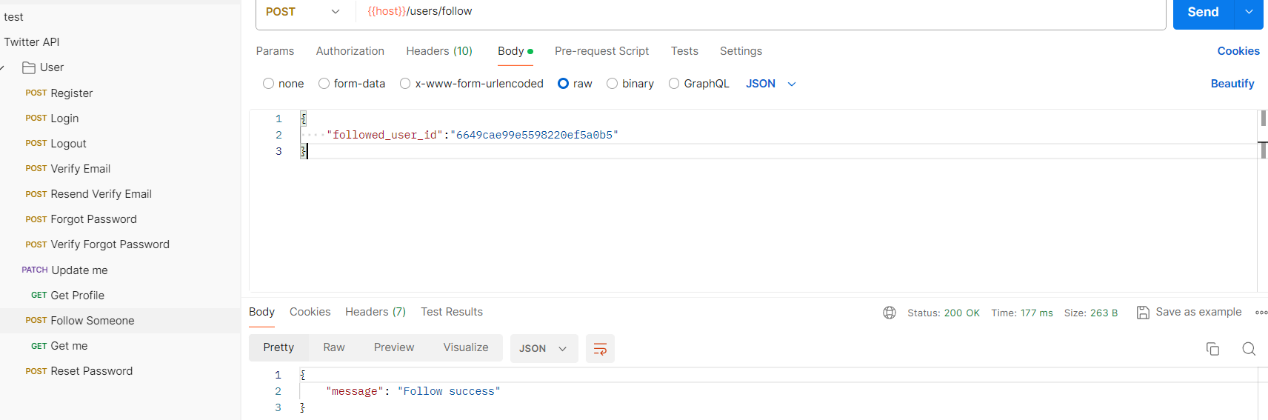 test
Twitter API
User
POST Register
POST Login
POST Logout
POST Verify Email
POST Resend Verify Email
POST Forgot Password
POST Verify Forgot Password
PATCH Update me
GET Get Profile
POST Follow Someone
GET Get me
POST Reset Password
POST {{host}}/users/follow Send
Params Authorization Headers (10) Body Pre-request Script Tests Settings Cookies
none form-data x-www-form-urlencoded raw binary GraphQL JSON Beautify
1 {
2 "followed_user_id":"6649cae99e5598220ef5a0b5"
3 }
Body Cookies Headers (7) Test Results Status: 200 OK Time: 177 ms Size: 263 B Save as example
Pretty Raw Preview Visualize JSON
1 {
2 "message": "Follow success"
3 }